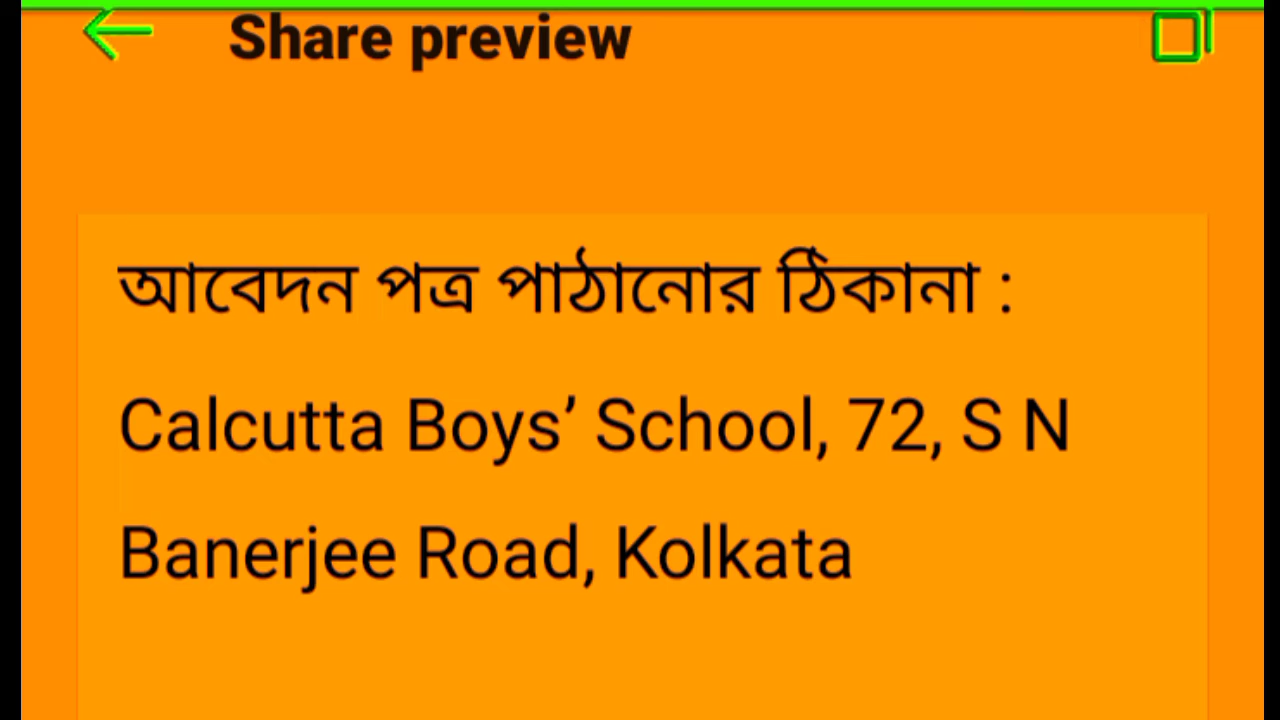 Share preview
আবেদন পত্র পাঠানোর ঠিকানা :
Calcutta Boys’ School, 72, S N
Banerjee Road, Kolkata